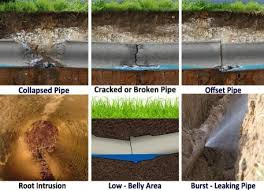 Collapsed Pipe
Cracked or Broken Pipe
Offset Pipe
Root Intrusion
Low - Belly Area
Burst - Leaking Pipe